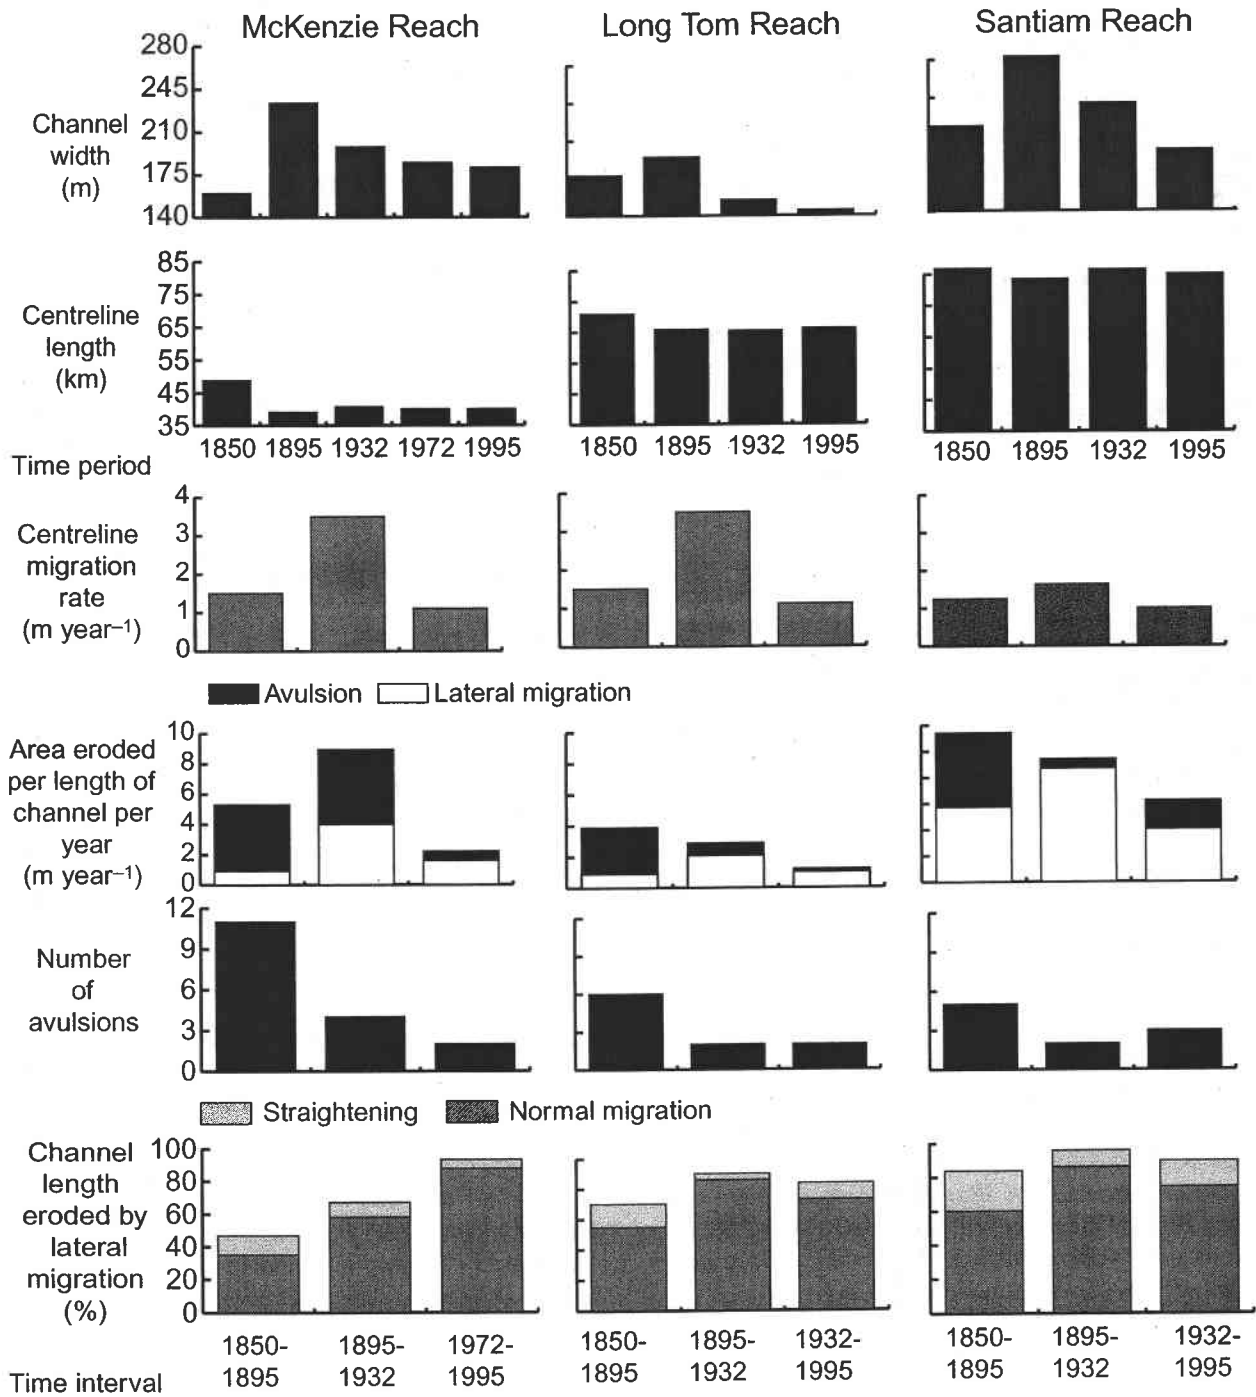 McKenzie Reach
Long Tom Reach
Santiam Reach
Channel
width
(m)
280
245
210
175
140
Centreline
length
(km)
85
75
65
55
45
35
1850 1895 1932 1972 1995
1850 1895 1932 1995
1850 1895 1932 1995
Time period
Centreline
migration
rate
(m year–1)
4
3
2
1
0
Avulsion
Lateral migration
Area eroded
per length of
channel per
year
(m year–1)
10
8
6
4
2
0
Number
of
avulsions
12
9
6
3
0
Straightening
Normal migration
Channel
length
eroded by
lateral
migration
(%)
100
80
60
40
20
0
1850-
1895
1895-
1932
1972-
1995
1850-
1895
1895-
1932
1932-
1995
1850-
1895
1895-
1932
1932-
1995
Time interval